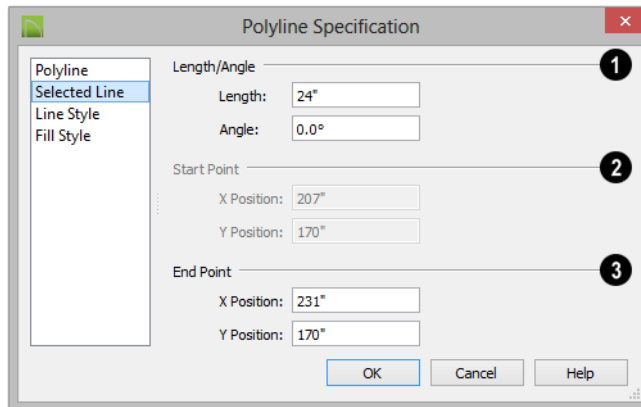 Polyline Specification
Polyline
Selected Line
Line Style
Fill Style
Length/Angle
1
Length: 24"
Angle: 0.0°
Start Point
2
X Position: 207"
Y Position: 170"
End Point
3
X Position: 231"
Y Position: 170"
OK
Cancel
Help